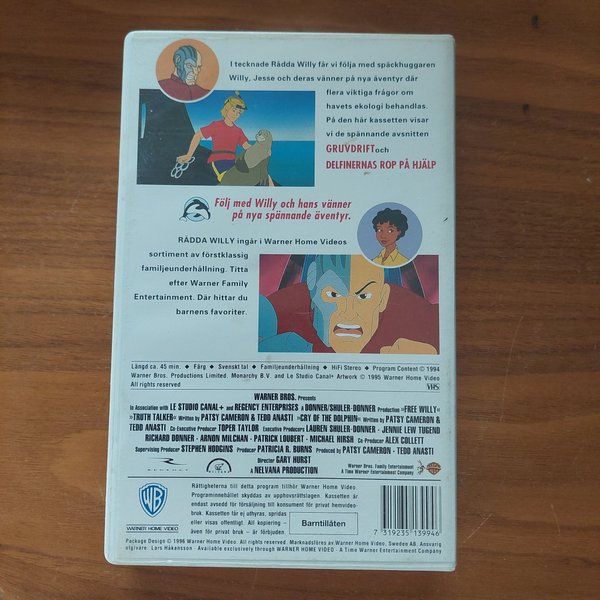 I tecknade Rädda Willy får vi följa med späckhuggaren
Willy, Jesse och deras vänner på nya äventyr där
flera viktiga frågor om
havets ekologi behandlas.
På den här kassetten visar
vi de spännande avsnitten
GRUVDRIFT och
DELFINERNAS ROP PÅ HJÄLP
Följ med Willy och hans vänner
på nya spännande äventyr.
RÄDDA WILLY ingår i Warner Home Videos
sortiment av förstklassig
familjeunderhållning. Titta
efter Warner Family
Entertainment. Där hittar du
barnens favoriter.
Längd ca. 45 min. ♦ Färg ♦ Svenskt tal ♦ Familjeunderhållning ♦ HiFi Stereo ♦ Program Content © 1994
Warner Bros. Productions Limited, Monarchy B.V. and Le Studio Canal+ Artwork © 1995 Warner Home Video
All rights reserved
VHS
WARNER BROS. Presents
In Association with LE STUDIO CANAL+ and REGENCY ENTERPRISES A DONNER/SHULER-DONNER Production »FREE WILLY«
»TRUTH TALKER« Written by PATSY CAMERON & TEDD ANASTI »CRY OF THE DOLPHIN« Written by PATSY CAMERON &
TEDD ANASTI Co-Executive Producer TOPER TAYLOR Executive Producers LAUREN SHULER-DONNER · JENNIE LEW TUGEND
RICHARD DONNER · ARNON MILCHAN · PATRICK LOUBERT · MICHAEL HIRSH Co-Producer ALEX COLLETT
Supervising Producer STEPHEN HODGINS Producer PATRICIA R. BURNS Produced by PATSY CAMERON · TEDD ANASTI
Director GARY HURST
A NELVANA PRODUCTION
REGENCY
Warner Bros. Family Entertainment
A Time Warner Entertainment Company
WB
WARNER HOME VIDEO
Rättigheterna till detta program tillhör Warner Home Video.
Programinnehållet skyddas av upphovsrättslagen. Kassetten är
endast avsedd för försäljning till konsument för privat hemvideo-
bruk. Kassetten får ej uthyras, spridas
eller visas offentligt. All kopiering –
även för privat bruk – är förbjuden.
Barntillåten
7 319235 139946
Package Design © 1996 Warner Home Video. All rights reserved. Marknadsföres av Warner Home Video, Sweden AB. Ansvarig
utgivare: Lars Håkansson · Available exclusively through WARNER HOME VIDEO · A Time Warner Entertainment Company